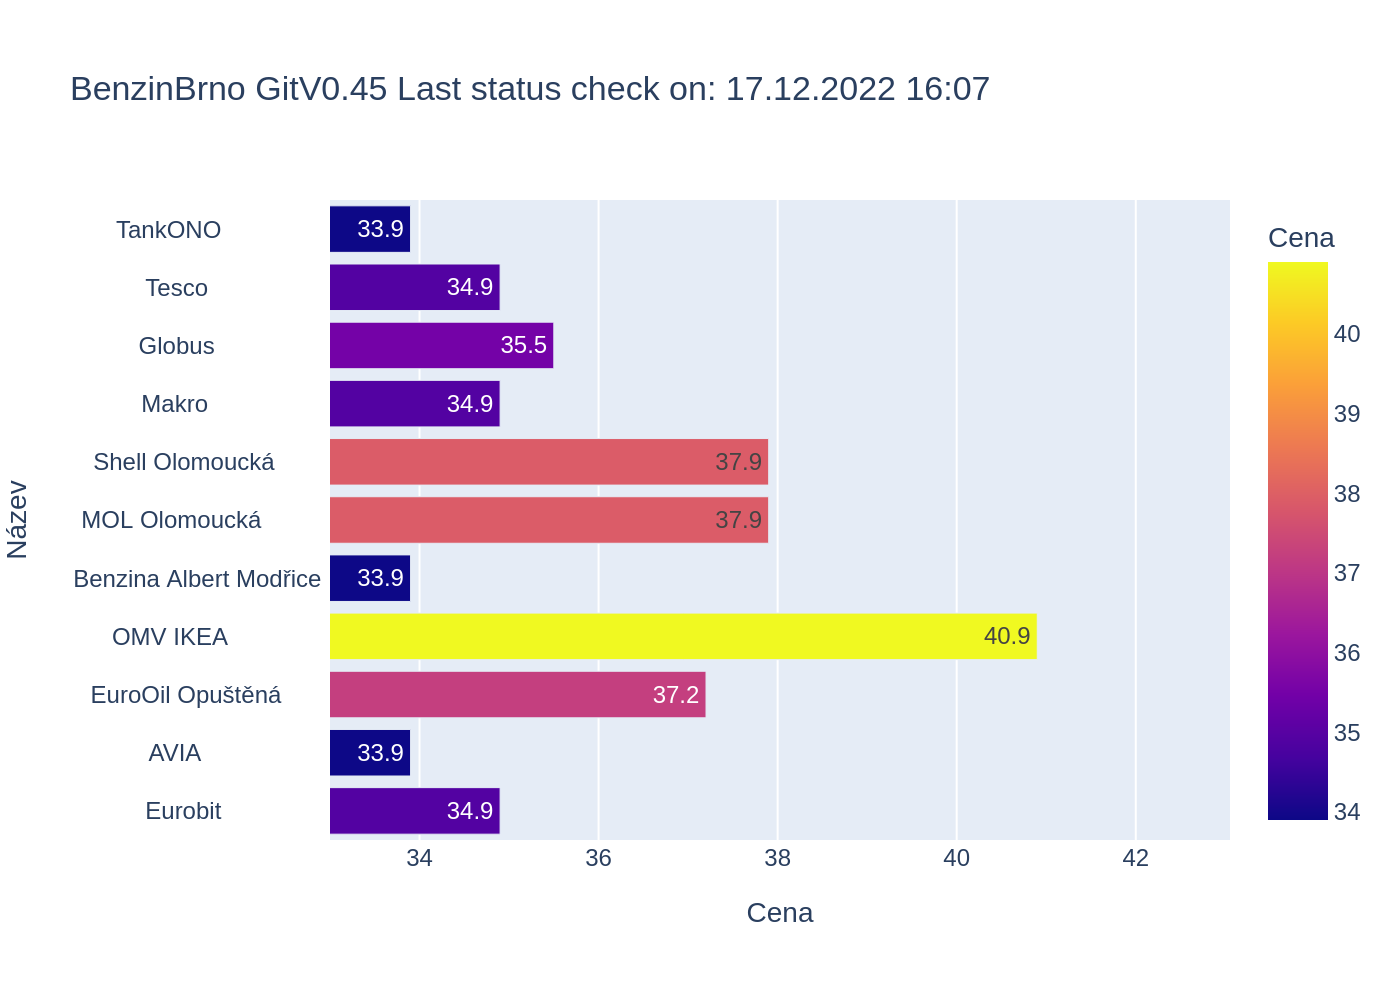 BenzinBrno GitV0.45 Last status check on: 17.12.2022 16:07
Název
TankONO 33.9
Tesco 34.9
Globus 35.5
Makro 34.9
Shell Olomoucká 37.9
MOL Olomoucká 37.9
Benzina Albert Modřice 33.9
OMV IKEA 40.9
EuroOil Opuštěná 37.2
AVIA 33.9
Eurobit 34.9
34 36 38 40 42
Cena
Cena
40
39
38
37
36
35
34